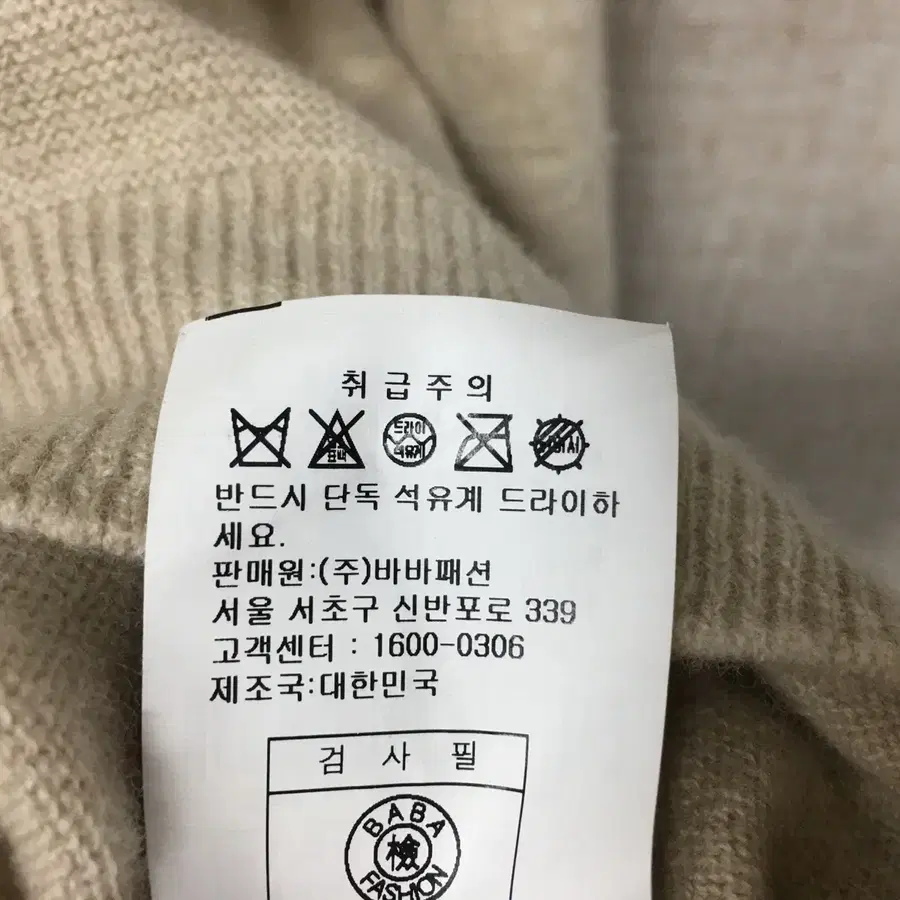 취급주의
표백
드라이
석유계
반드시 단독 석유계 드라이하
세요.
판매원:(주)바바패션
서울 서초구 신반포로 339
고객센터 : 1600-0306
제조국:대한민국
검 사 필
BABA
檢
FASHION